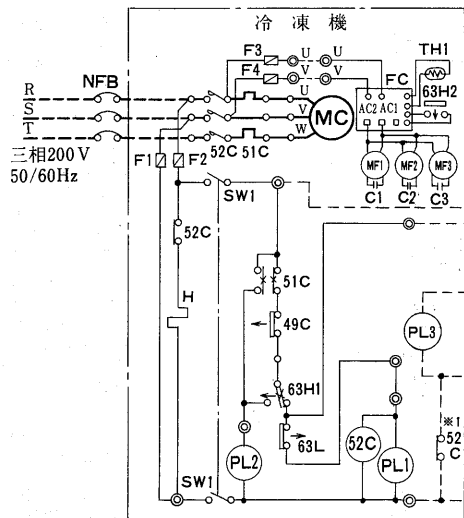 冷凍機
F3 U U
F4 V V
TH1
63H2
FC
AC2 AC1
NFB
R
S
T
U
V
W
MC
三相200V
50/60Hz
F1 F2
52C 51C
MF1 MF2 MF3
C1 C2 C3
SW1
52C
51C
H
49C
PL3
63H1
63L
※1
52
C
PL2
52C
PL1
SW1